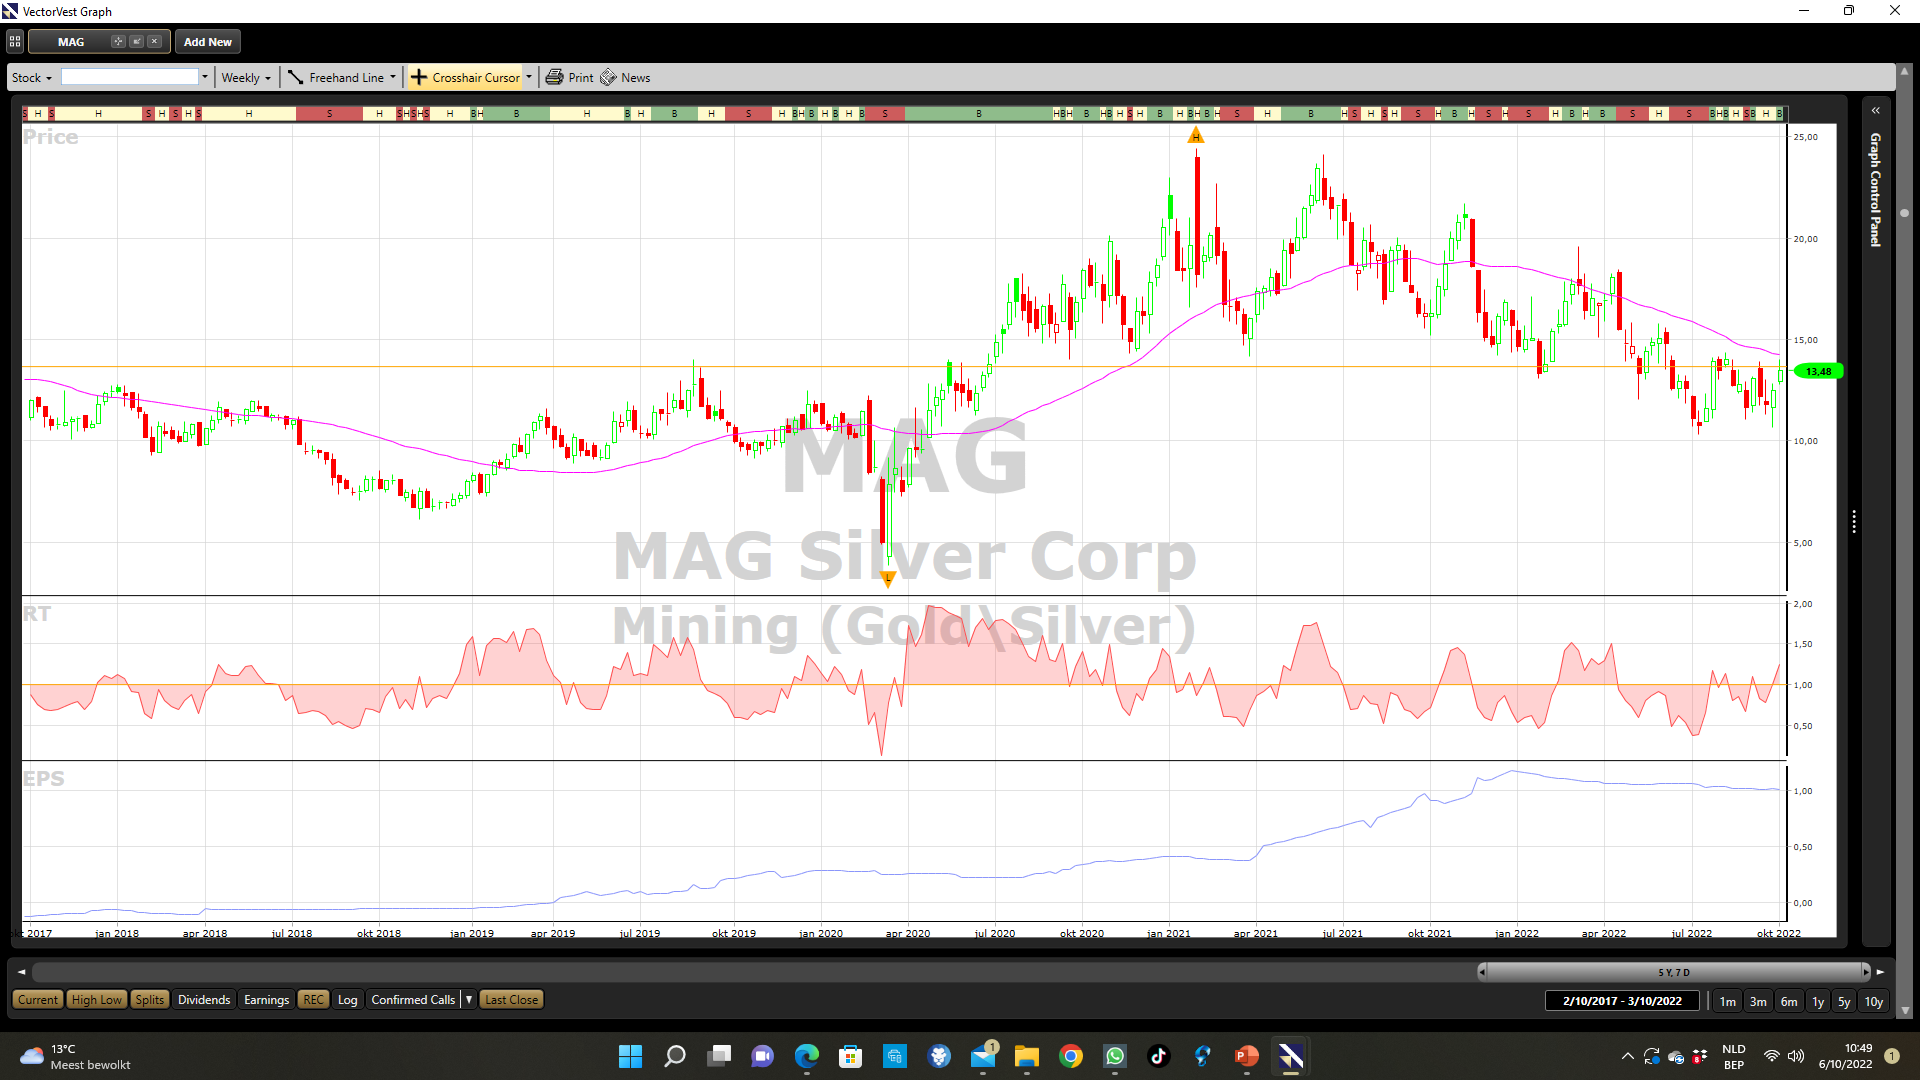 VectorVest Graph
MAG
Add New
Stock
Weekly
Freehand Line
Crosshair Cursor
Print
News
S H S H S H S H S H S H S H S H S H B H B H B H B H S H B H B H B H B S B H B H B H B H S H B H B H B H S H B H S H S H S H B H S H S H B H B S H S B H B H S B H B
Price
H
25,00
20,00
15,00
13,48
10,00
5,00
L
MAG
MAG Silver Corp
Mining (Gold\Silver)
RT
2,00
1,50
1,00
0,50
EPS
1,00
0,50
0,00
kt 2017 jan 2018 apr 2018 jul 2018 okt 2018 jan 2019 apr 2019 jul 2019 okt 2019 jan 2020 apr 2020 jul 2020 okt 2020 jan 2021 apr 2021 jul 2021 okt 2021 jan 2022 apr 2022 jul 2022 okt 2022
Graph Control Panel
5 Y, 7 D
Current High Low Splits Dividends Earnings REC Log Confirmed Calls Last Close
2/10/2017 - 3/10/2022
1m 3m 6m 1y 5y 10y
13°C
Meest bewolkt
1
NLD
BEP
10:49
6/10/2022
1